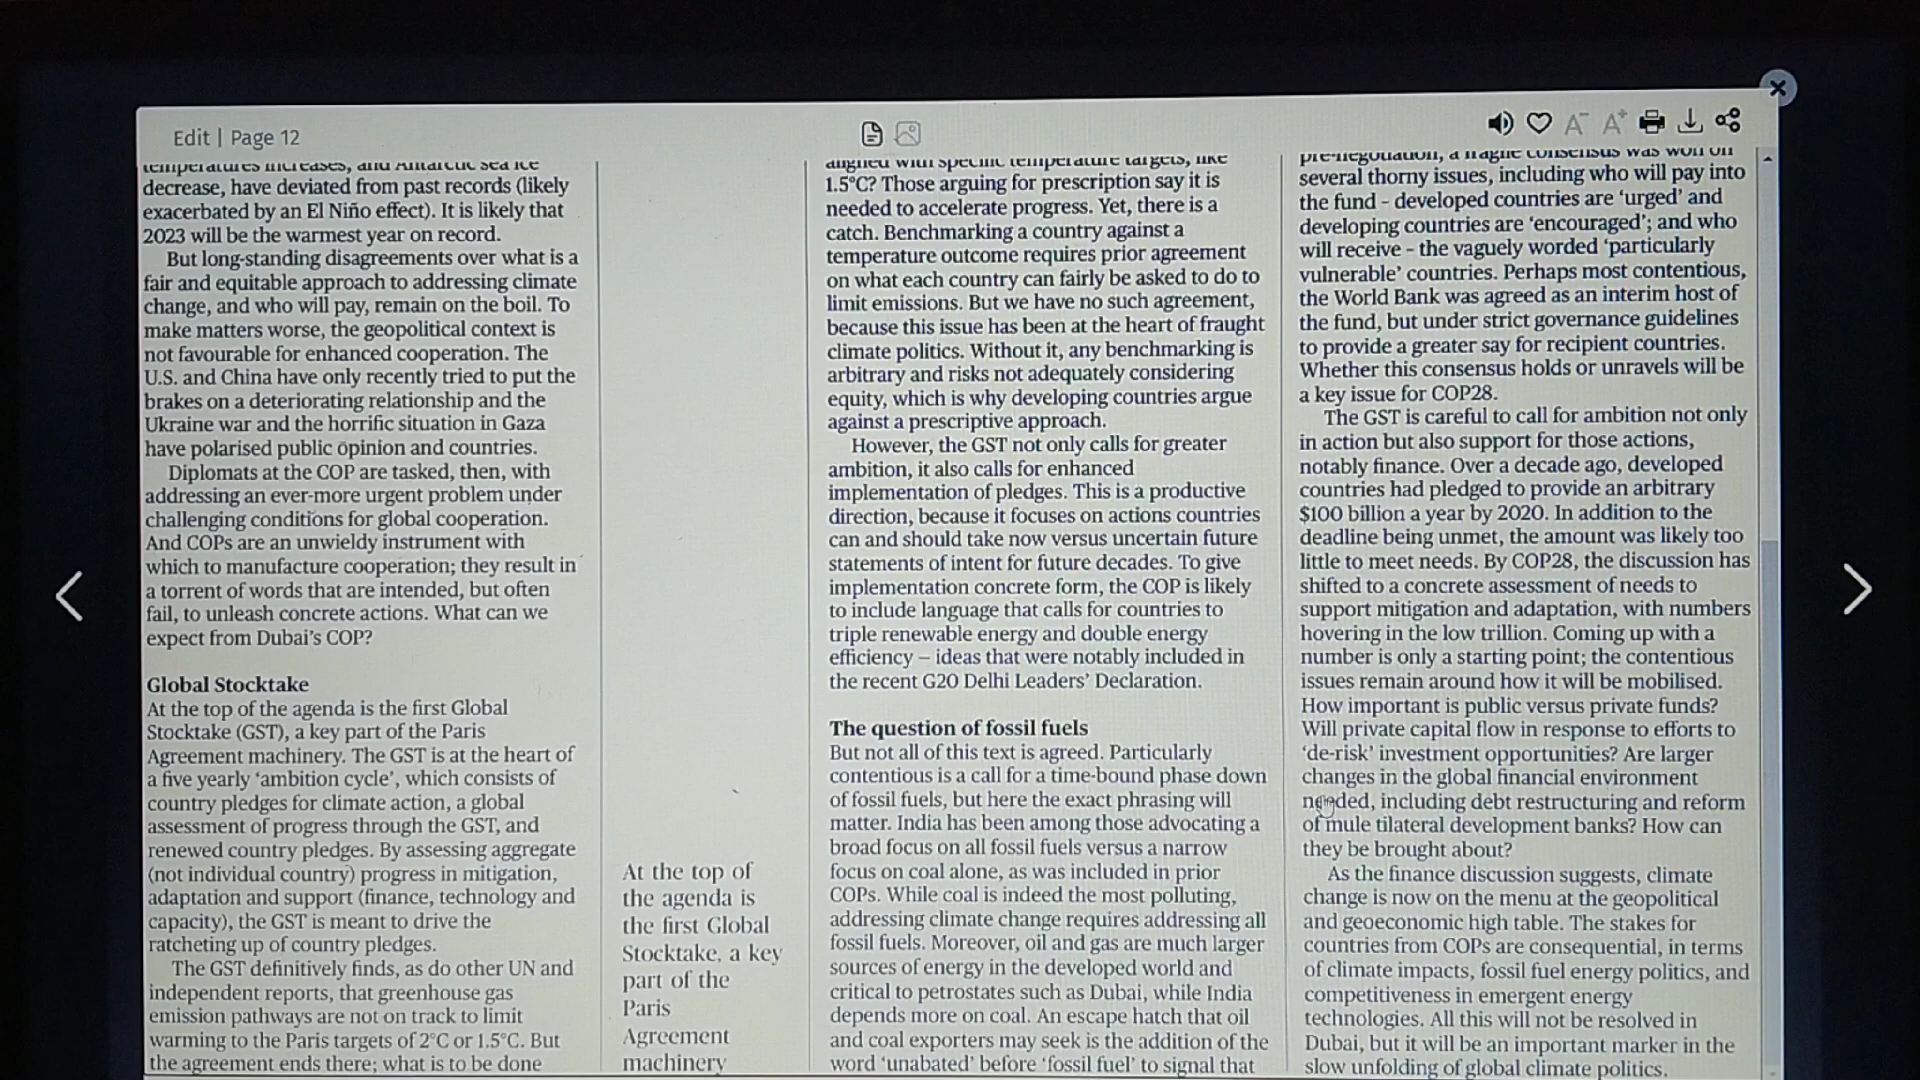 Edit | Page 12
temperatures increases, and Antarctic sea ice
decrease, have deviated from past records (likely
exacerbated by an El Niño effect). It is likely that
2023 will be the warmest year on record.
But long-standing disagreements over what is a
fair and equitable approach to addressing climate
change, and who will pay, remain on the boil. To
make matters worse, the geopolitical context is
not favourable for enhanced cooperation. The
U.S. and China have only recently tried to put the
brakes on a deteriorating relationship and the
Ukraine war and the horrific situation in Gaza
have polarised public opinion and countries.
Diplomats at the COP are tasked, then, with
addressing an ever-more urgent problem under
challenging conditions for global cooperation.
And COPs are an unwieldy instrument with
which to manufacture cooperation; they result in
a torrent of words that are intended, but often
fail, to unleash concrete actions. What can we
expect from Dubai’s COP?
Global Stocktake
At the top of the agenda is the first Global
Stocktake (GST), a key part of the Paris
Agreement machinery. The GST is at the heart of
a five yearly ‘ambition cycle’, which consists of
country pledges for climate action, a global
assessment of progress through the GST, and
renewed country pledges. By assessing aggregate
(not individual country) progress in mitigation,
adaptation and support (finance, technology and
capacity), the GST is meant to drive the
ratcheting up of country pledges.
The GST definitively finds, as do other UN and
independent reports, that greenhouse gas
emission pathways are not on track to limit
warming to the Paris targets of 2°C or 1.5°C. But
the agreement ends there; what is to be done
At the top of
the agenda is
the first Global
Stocktake, a key
part of the
Paris
Agreement
machinery
aligned with specific temperature targets, like
1.5°C? Those arguing for prescription say it is
needed to accelerate progress. Yet, there is a
catch. Benchmarking a country against a
temperature outcome requires prior agreement
on what each country can fairly be asked to do to
limit emissions. But we have no such agreement,
because this issue has been at the heart of fraught
climate politics. Without it, any benchmarking is
arbitrary and risks not adequately considering
equity, which is why developing countries argue
against a prescriptive approach.
However, the GST not only calls for greater
ambition, it also calls for enhanced
implementation of pledges. This is a productive
direction, because it focuses on actions countries
can and should take now versus uncertain future
statements of intent for future decades. To give
implementation concrete form, the COP is likely
to include language that calls for countries to
triple renewable energy and double energy
efficiency – ideas that were notably included in
the recent G20 Delhi Leaders’ Declaration.
The question of fossil fuels
But not all of this text is agreed. Particularly
contentious is a call for a time-bound phase down
of fossil fuels, but here the exact phrasing will
matter. India has been among those advocating a
broad focus on all fossil fuels versus a narrow
focus on coal alone, as was included in prior
COPs. While coal is indeed the most polluting,
addressing climate change requires addressing all
fossil fuels. Moreover, oil and gas are much larger
sources of energy in the developed world and
critical to petrostates such as Dubai, while India
depends more on coal. An escape hatch that oil
and coal exporters may seek is the addition of the
word ‘unabated’ before ‘fossil fuel’ to signal that
A- A+
pre-negotiation, a fragile consensus was won on
several thorny issues, including who will pay into
the fund - developed countries are ‘urged’ and
developing countries are ‘encouraged’; and who
will receive - the vaguely worded ‘particularly
vulnerable’ countries. Perhaps most contentious,
the World Bank was agreed as an interim host of
the fund, but under strict governance guidelines
to provide a greater say for recipient countries.
Whether this consensus holds or unravels will be
a key issue for COP28.
The GST is careful to call for ambition not only
in action but also support for those actions,
notably finance. Over a decade ago, developed
countries had pledged to provide an arbitrary
$100 billion a year by 2020. In addition to the
deadline being unmet, the amount was likely too
little to meet needs. By COP28, the discussion has
shifted to a concrete assessment of needs to
support mitigation and adaptation, with numbers
hovering in the low trillion. Coming up with a
number is only a starting point; the contentious
issues remain around how it will be mobilised.
How important is public versus private funds?
Will private capital flow in response to efforts to
‘de-risk’ investment opportunities? Are larger
changes in the global financial environment
needed, including debt restructuring and reform
of mule tilateral development banks? How can
they be brought about?
As the finance discussion suggests, climate
change is now on the menu at the geopolitical
and geoeconomic high table. The stakes for
countries from COPs are consequential, in terms
of climate impacts, fossil fuel energy politics, and
competitiveness in emergent energy
technologies. All this will not be resolved in
Dubai, but it will be an important marker in the
slow unfolding of global climate politics.